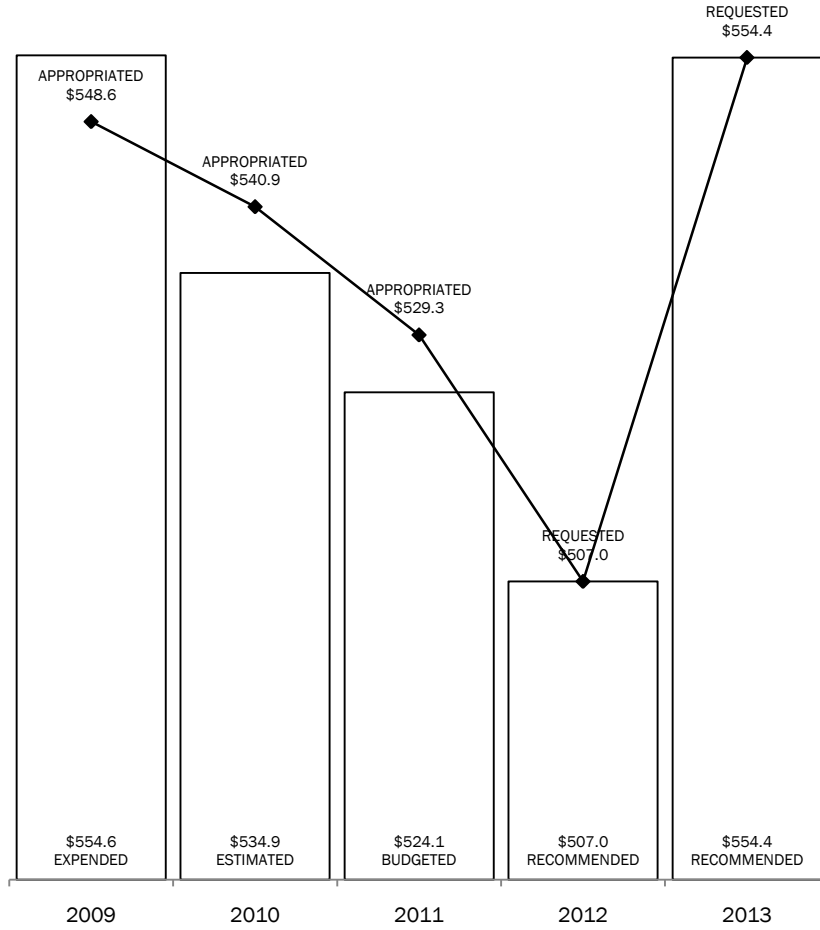 REQUESTED
$554.4
APPROPRIATED
$548.6
APPROPRIATED
$540.9
APPROPRIATED
$529.3
REQUESTED
$507.0
$554.6
EXPENDED
$534.9
ESTIMATED
$524.1
BUDGETED
$507.0
RECOMMENDED
$554.4
RECOMMENDED
2009
2010
2011
2012
2013